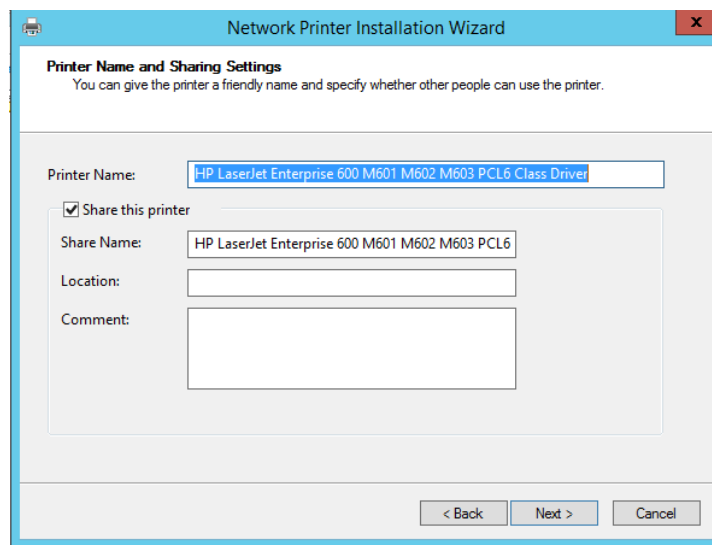 Network Printer Installation Wizard
x
Printer Name and Sharing Settings
You can give the printer a friendly name and specify whether other people can use the printer.
Printer Name: HP LaserJet Enterprise 600 M601 M602 M603 PCL6 Class Driver
Share this printer
Share Name: HP LaserJet Enterprise 600 M601 M602 M603 PCL6
Location:
Comment:
< Back Next > Cancel